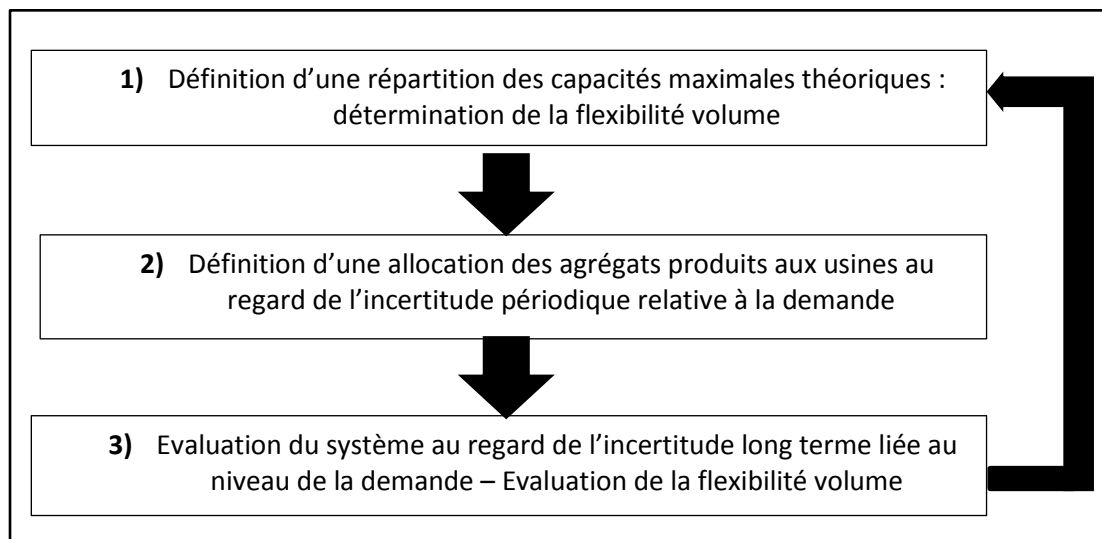 1) Définition d’une répartition des capacités maximales théoriques :
détermination de la flexibilité volume
2) Définition d’une allocation des agrégats produits aux usines au
regard de l’incertitude périodique relative à la demande
3) Evaluation du système au regard de l’incertitude long terme liée au
niveau de la demande – Evaluation de la flexibilité volume